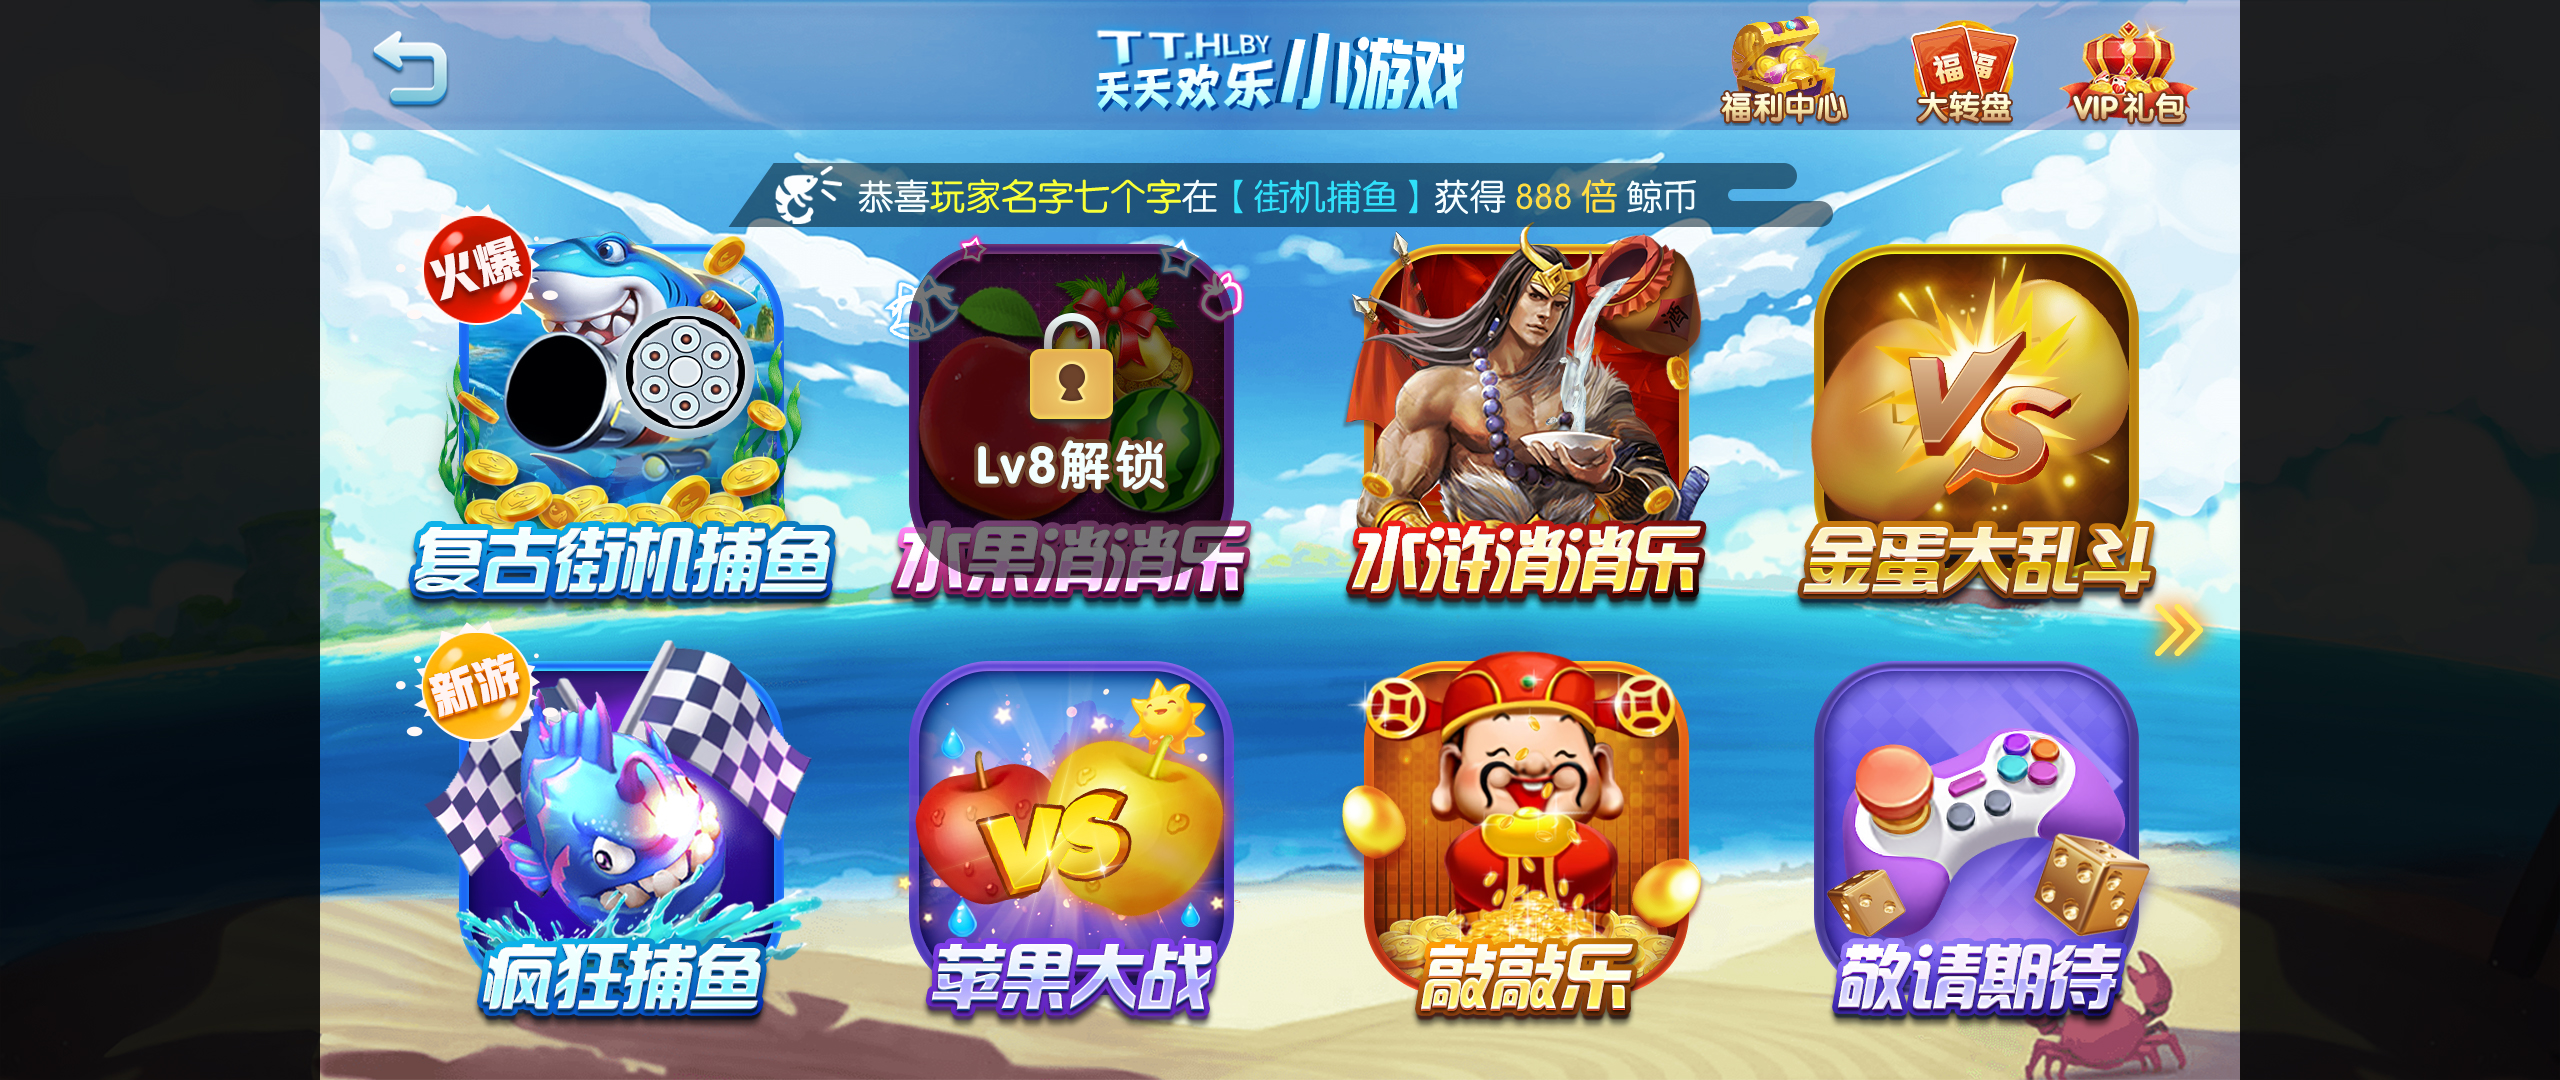 TT.HLBY
天天欢乐小游戏
福利中心
大转盘
福福
VIP礼包
恭喜玩家名字七个字在【街机捕鱼】获得 888 倍 鲸币
火爆
复古街机捕鱼
Lv8解锁
水果消消乐
酒
水浒消消乐
VS
金蛋大乱斗
新游
疯狂捕鱼
VS
苹果大战
敲敲乐
敬请期待